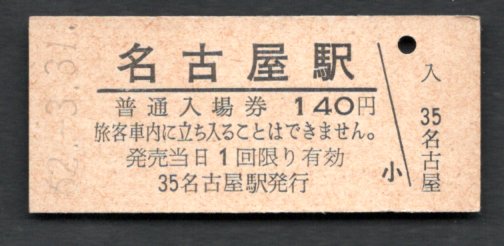 62.-3.31.
名古屋駅
普通入場券 140円
旅客車内に立ち入ることはできません。
発売当日1回限り有効
35名古屋駅発行
小
入
35
名古屋